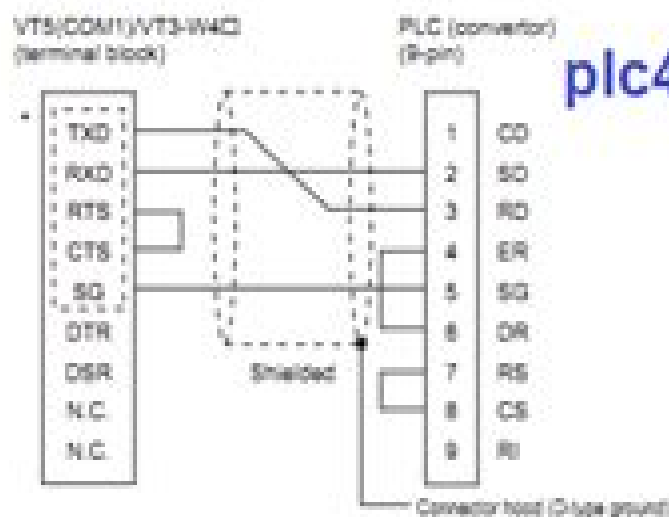 VT5(COM1)/VT3-W4
(terminal block)
PLC (convertor)
(9-pin)
plc4
*
TXD
RXD
RTS
CTS
SG
DTR
DSR
N.C.
N.C.
Shielded
1 CD
2 SD
3 RD
4 ER
5 SG
6 DR
7 RS
8 CS
9 RI
Connector hood (D-type ground)